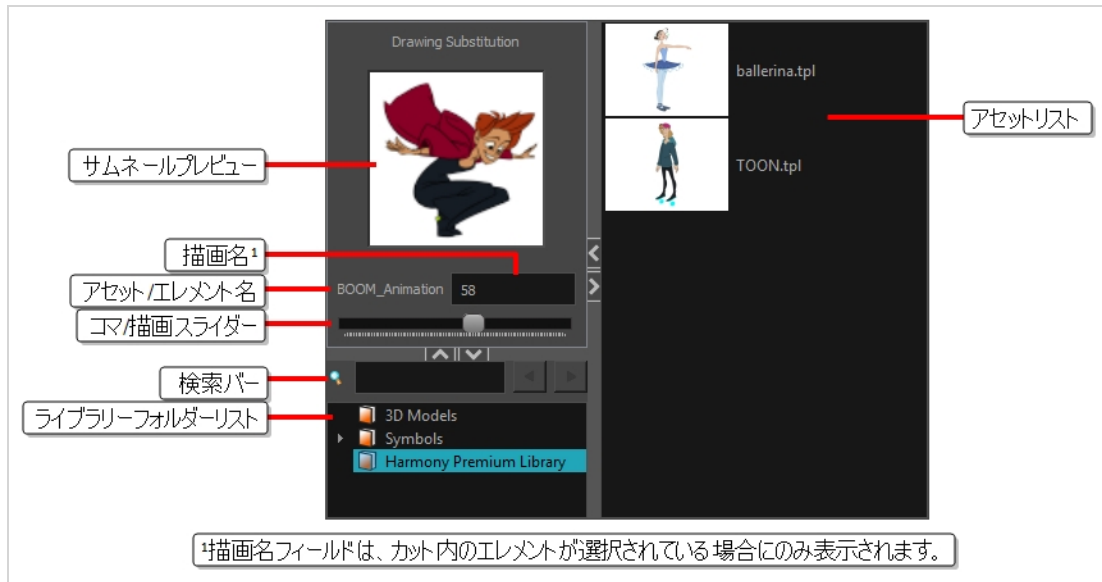 Drawing Substitution
ballerina.tpl
アセットリスト
サムネールプレビュー
TOON.tpl
描画名¹
アセット/エレメント名
BOOM_Animation 58
コマ/描画スライダー
検索バー
ライブラリーフォルダーリスト
3D Models
Symbols
Harmony Premium Library
¹描画名フィールドは、カット内のエレメントが選択されている場合にのみ表示されます。